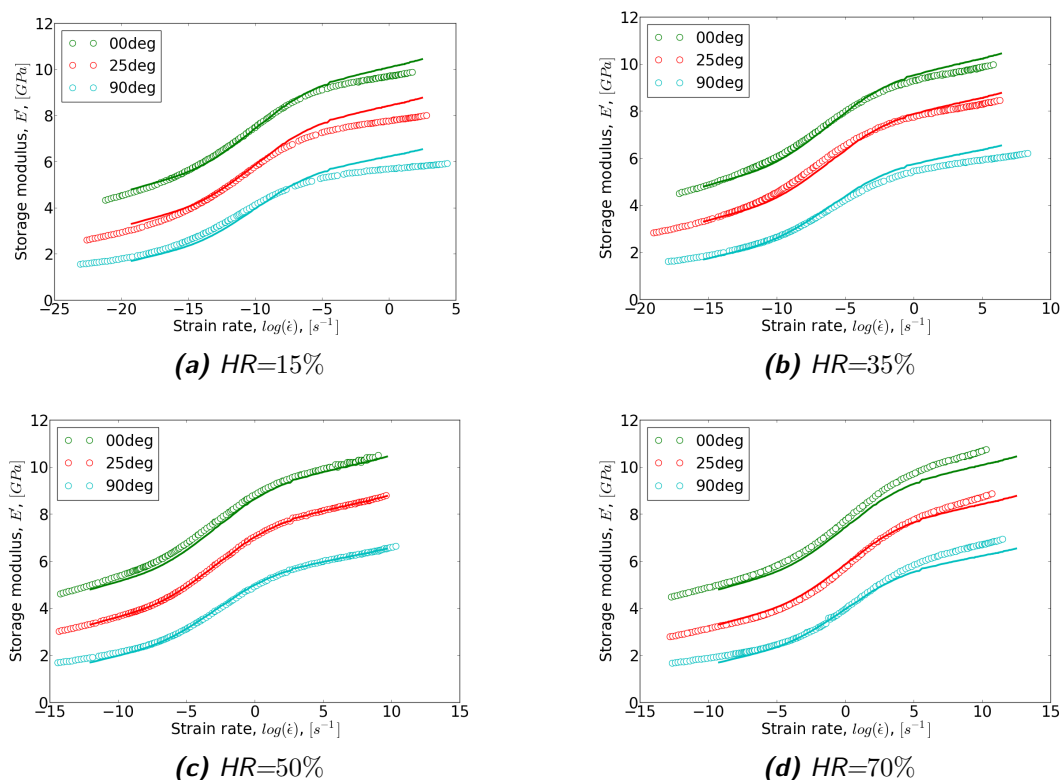 12
10
8
6
4
2
0
Storage modulus, E′, [GPa]
00deg
25deg
90deg
−25 −20 −15 −10 −5 0 5
Strain rate, log(ϵ̇), [s⁻¹]
(a) HR=15%
12
10
8
6
4
2
0
Storage modulus, E′, [GPa]
00deg
25deg
90deg
−20 −15 −10 −5 0 5 10
Strain rate, log(ϵ̇), [s⁻¹]
(b) HR=35%
12
10
8
6
4
2
0
Storage modulus, E′, [GPa]
00deg
25deg
90deg
−15 −10 −5 0 5 10 15
Strain rate, log(ϵ̇), [s⁻¹]
(c) HR=50%
12
10
8
6
4
2
0
Storage modulus, E′, [GPa]
00deg
25deg
90deg
−15 −10 −5 0 5 10 15
Strain rate, log(ϵ̇), [s⁻¹]
(d) HR=70%